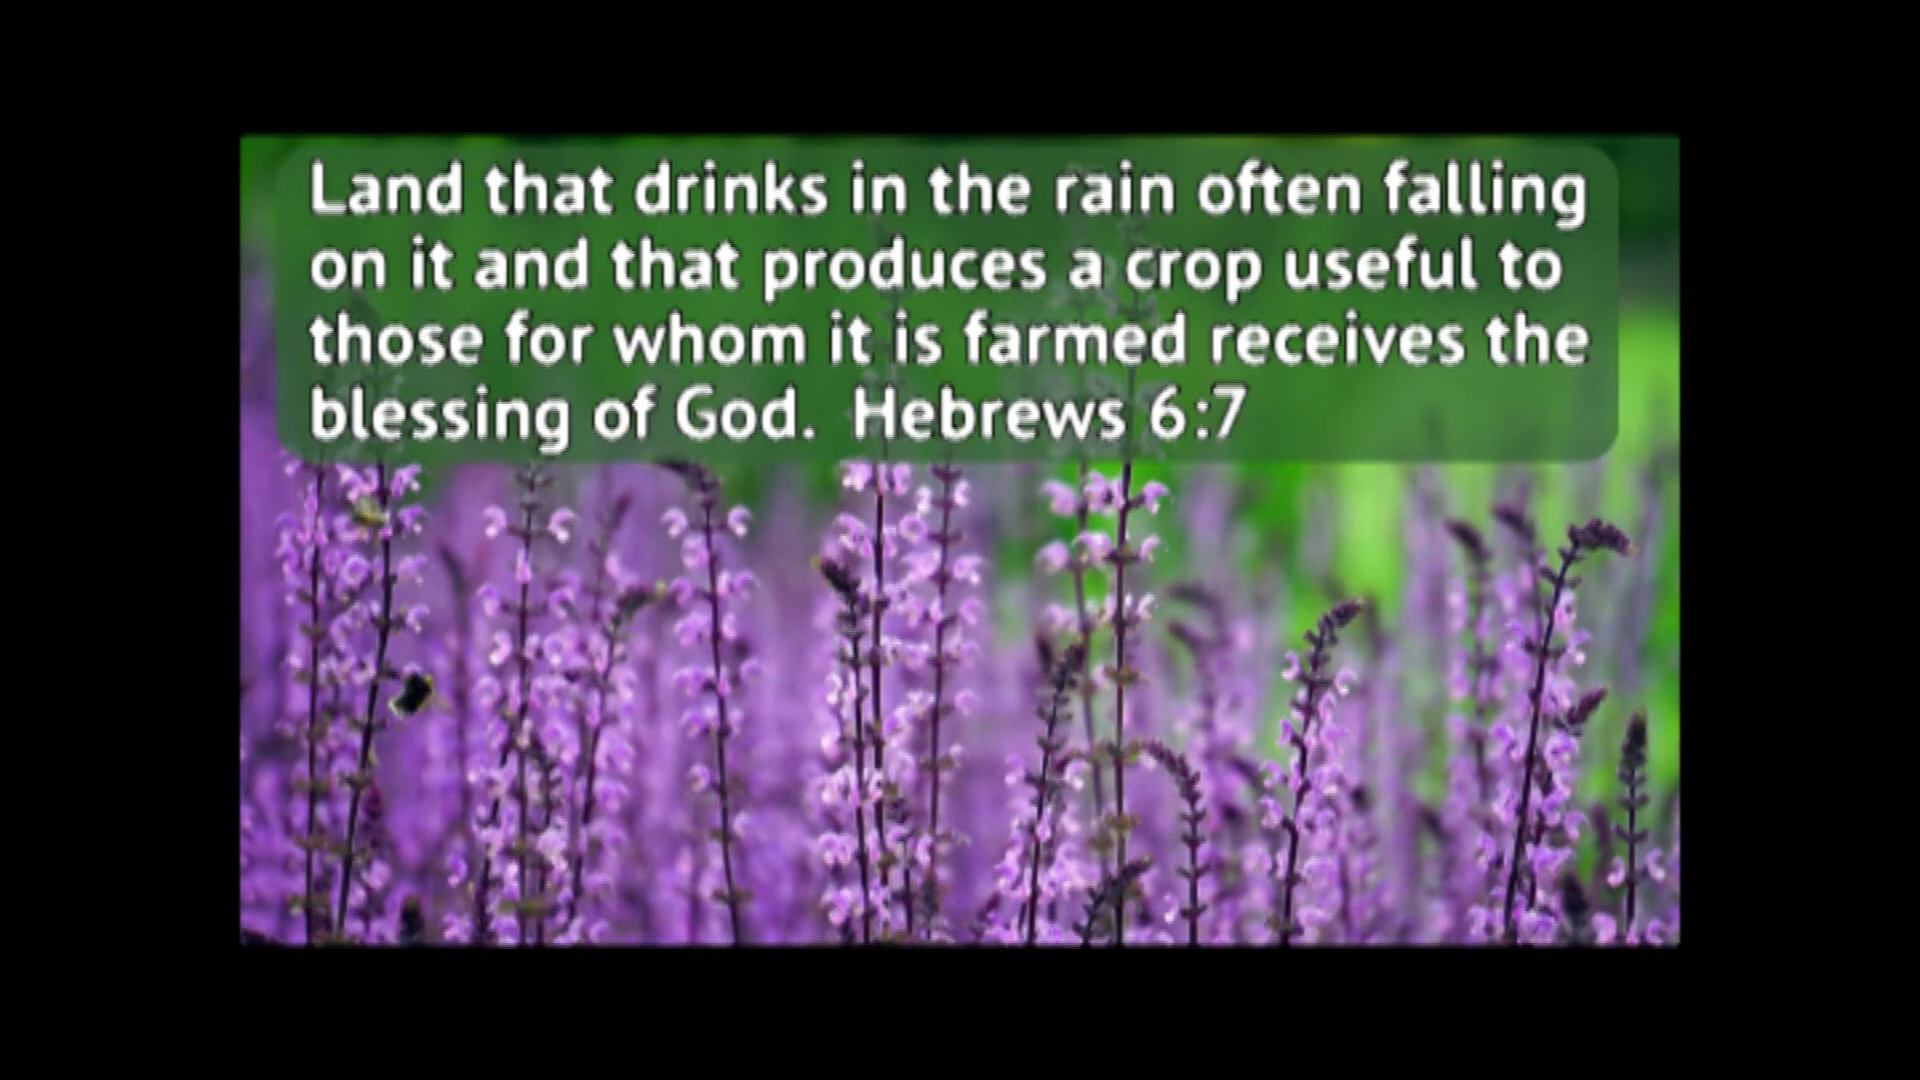 Land that drinks in the rain often falling
on it and that produces a crop useful to
those for whom it is farmed receives the
blessing of God.  Hebrews 6:7